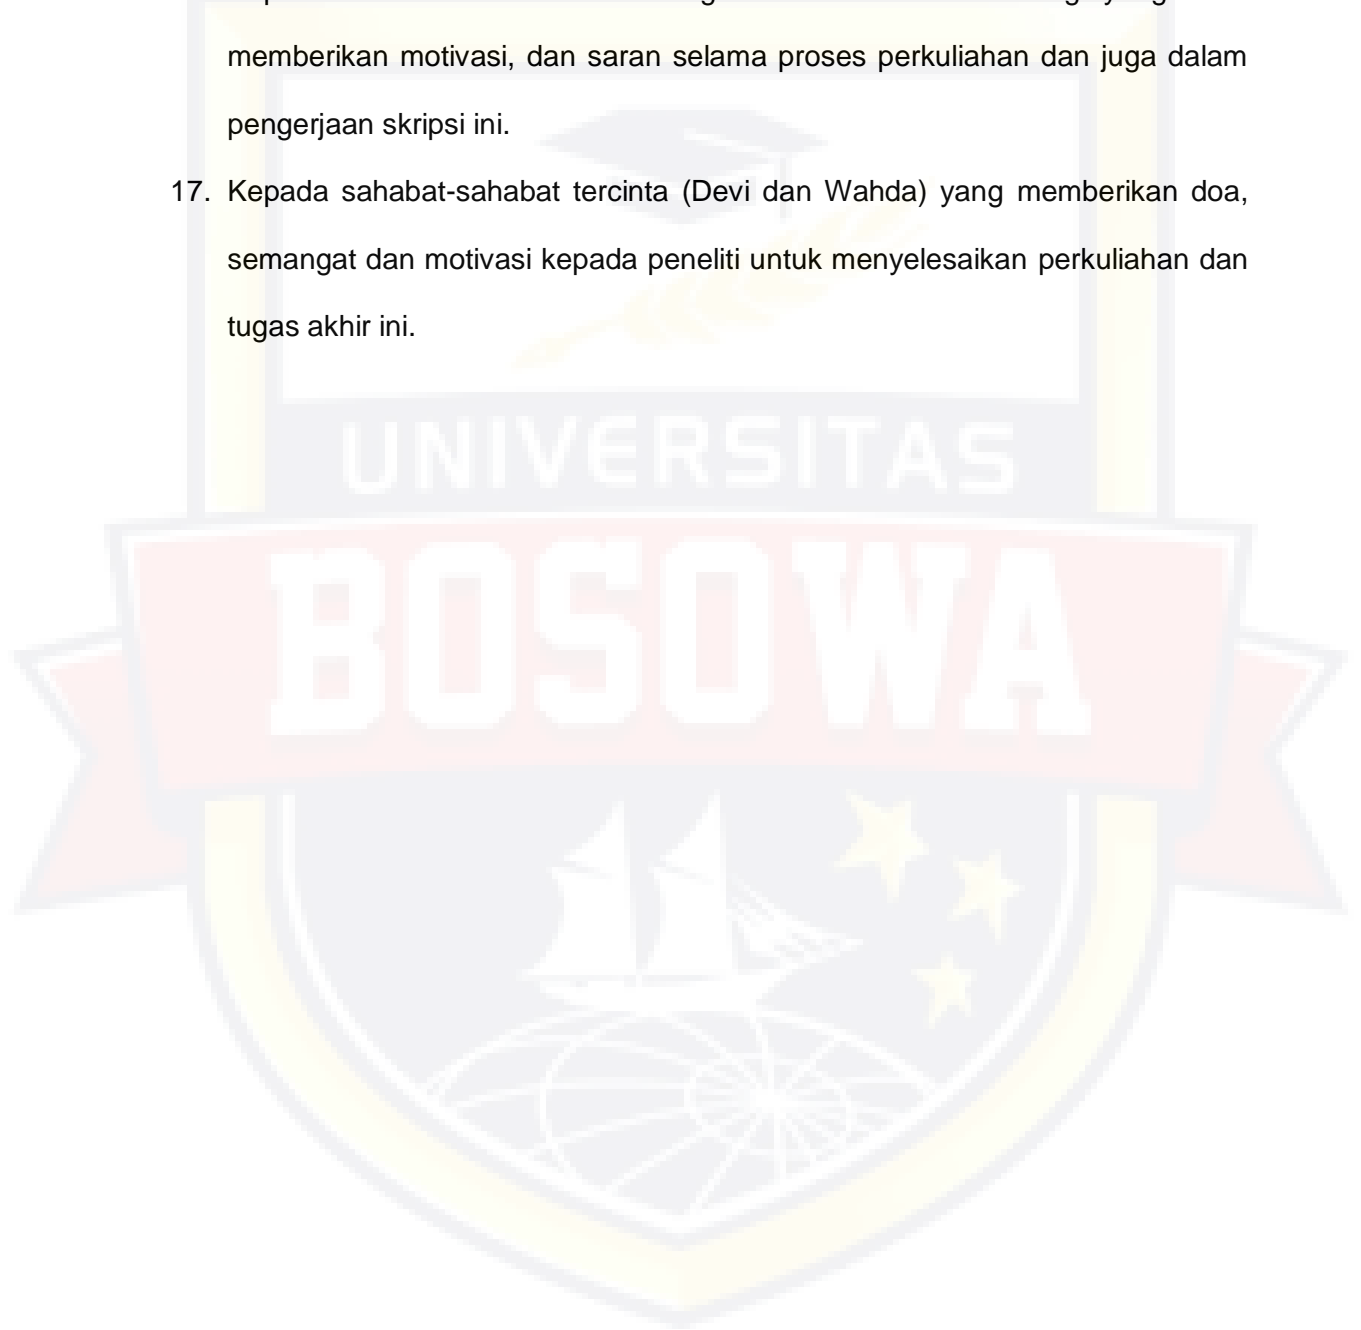 memberikan motivasi, dan saran selama proses perkuliahan dan juga dalam
pengerjaan skripsi ini.
17. Kepada sahabat-sahabat tercinta (Devi dan Wahda) yang memberikan doa,
semangat dan motivasi kepada peneliti untuk menyelesaikan perkuliahan dan
tugas akhir ini.
UNIVERSITAS
BOSOWA